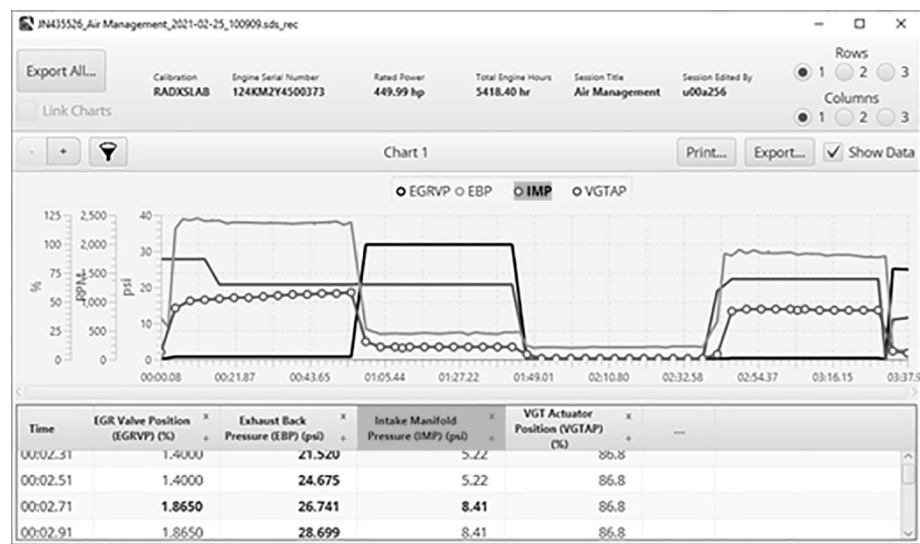 JN435526_Air Management_2021-02-25_100909.sds_rec
Export All...
Link Charts
Calibration
RADXSLAB
Engine Serial Number
124KM2Y4500373
Rated Power
449.99 hp
Total Engine Hours
5418.40 hr
Session Title
Air Management
Session Edited By
u00a256
Rows
1 2 3
Columns
1 2 3
- +
Chart 1
Print...
Export...
Show Data
EGRVP EBP IMP VGTAP
125 2,500 40
100 2,000 30
75 1,500 20
50 1,000
25 500 10
0 0 0
%
RPM
psi
00:00.08 00:21.87 00:43.65 01:05.44 01:27.22 01:49.01 02:10.80 02:32.58 02:54.37 03:16.15 03:37.9
Time
EGR Valve Position (EGRVP) (%) x +
Exhaust Back Pressure (EBP) (psi) x +
Intake Manifold Pressure (IMP) (psi) x +
VGT Actuator Position (VGTAP) (%) x +
...
00:02.31 1.4000 21.520 5.22 86.8
00:02.51 1.4000 24.675 5.22 86.8
00:02.71 1.8650 26.741 8.41 86.8
00:02.91 1.8650 28.699 8.41 86.8